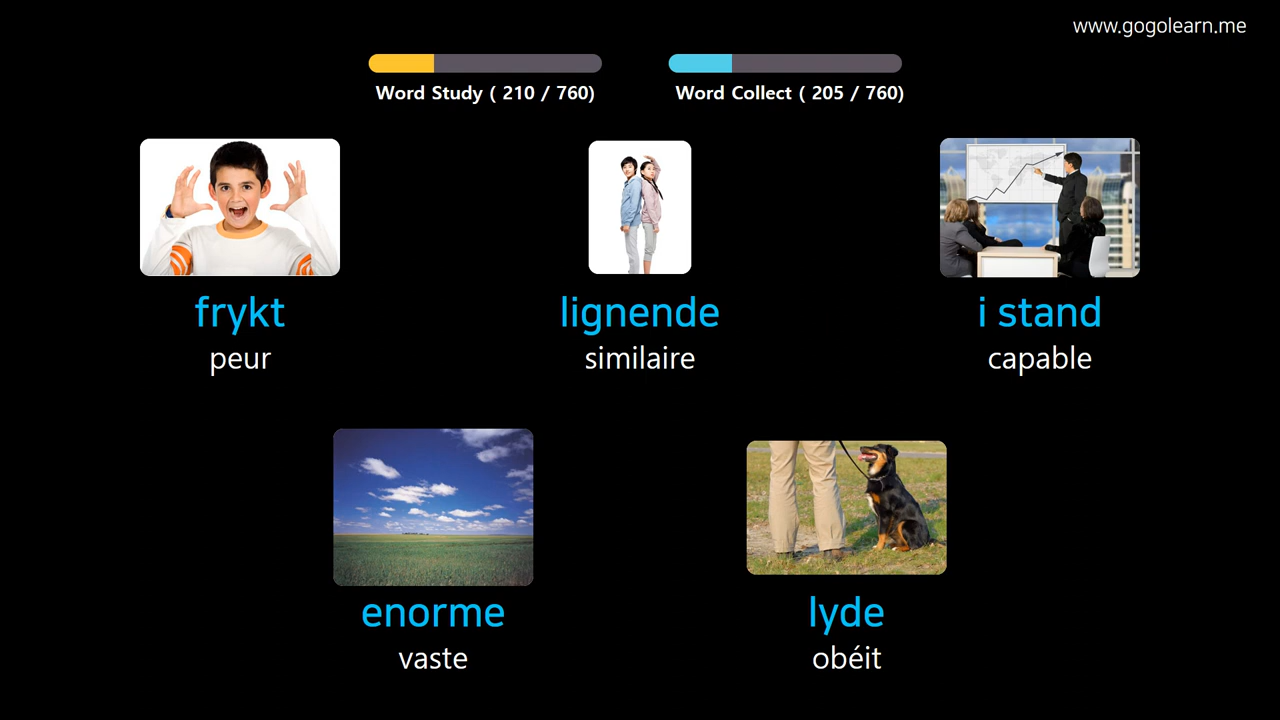 www.gogolearn.me
Word Study ( 210 / 760)
Word Collect ( 205 / 760)
frykt
peur
lignende
similaire
i stand
capable
enorme
vaste
lyde
obéit